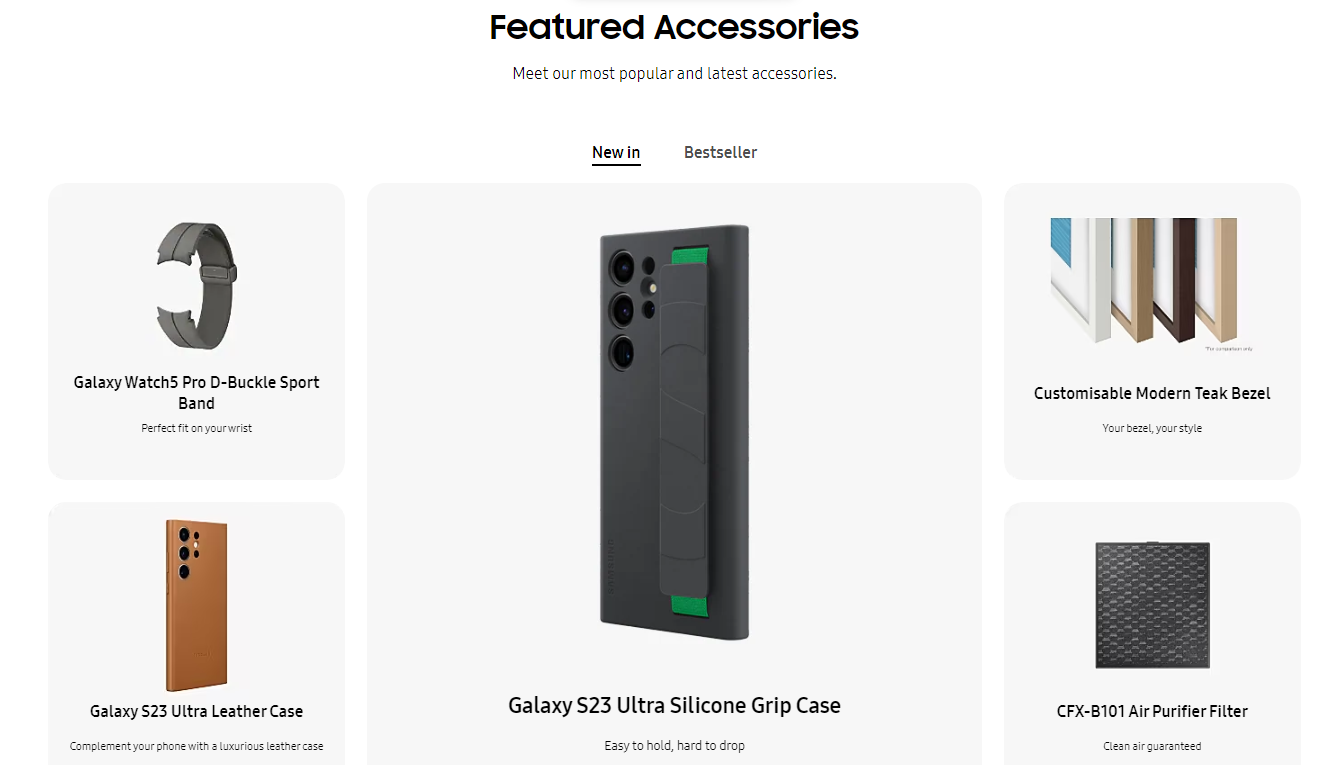 Featured Accessories
Meet our most popular and latest accessories.
New in
Bestseller
Galaxy Watch5 Pro D-Buckle Sport
Band
Perfect fit on your wrist
Galaxy S23 Ultra Leather Case
Complement your phone with a luxurious leather case
SAMSUNG
Galaxy S23 Ultra Silicone Grip Case
Easy to hold, hard to drop
*For comparison only
Customisable Modern Teak Bezel
Your bezel, your style
CFX-B101 Air Purifier Filter
Clean air guaranteed